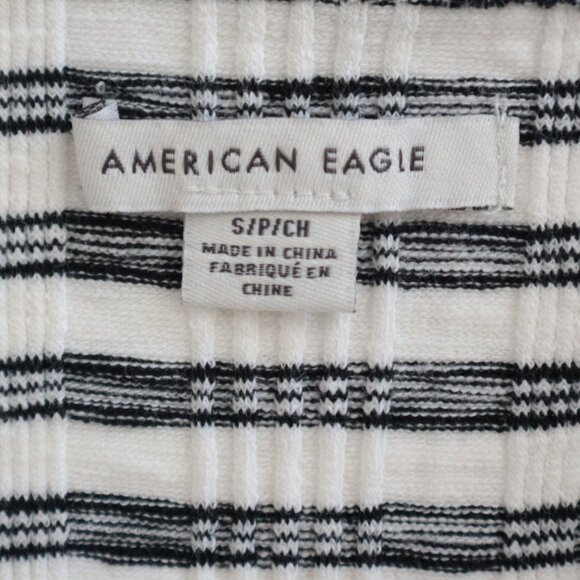 AMERICAN EAGLE
S/P/CH
MADE IN CHINA
FABRIQUÉ EN
CHINE